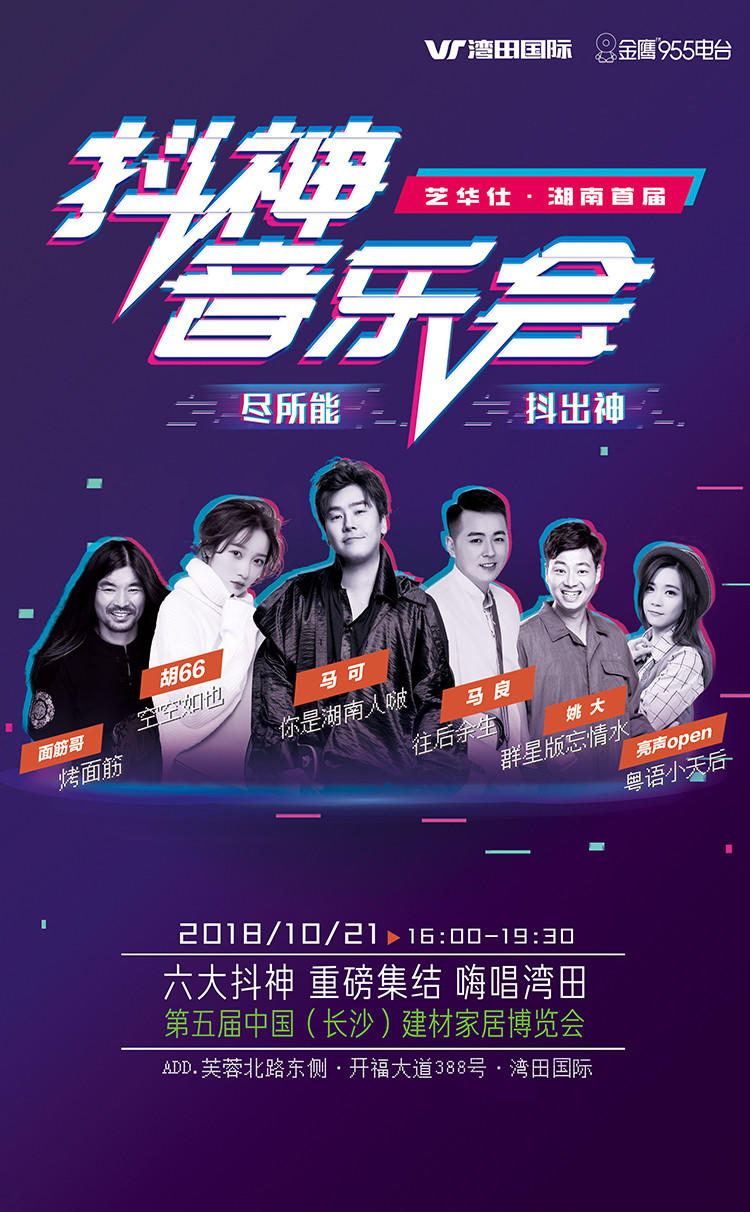 VS湾田国际 金鹰955电台
抖神
艺华仕·湖南首届
音乐会
尽所能 抖出神
胡66
空空如也
马可
你是湖南人啵
马良
往后余生
姚大
群星版忘情水
面筋哥
烤面筋
亮声open
粤语小天后
2018/10/21 16:00-19:30
六大抖神 重磅集结 嗨唱湾田
第五届中国（长沙）建材家居博览会
ADD.芙蓉北路东侧·开福大道388号·湾田国际